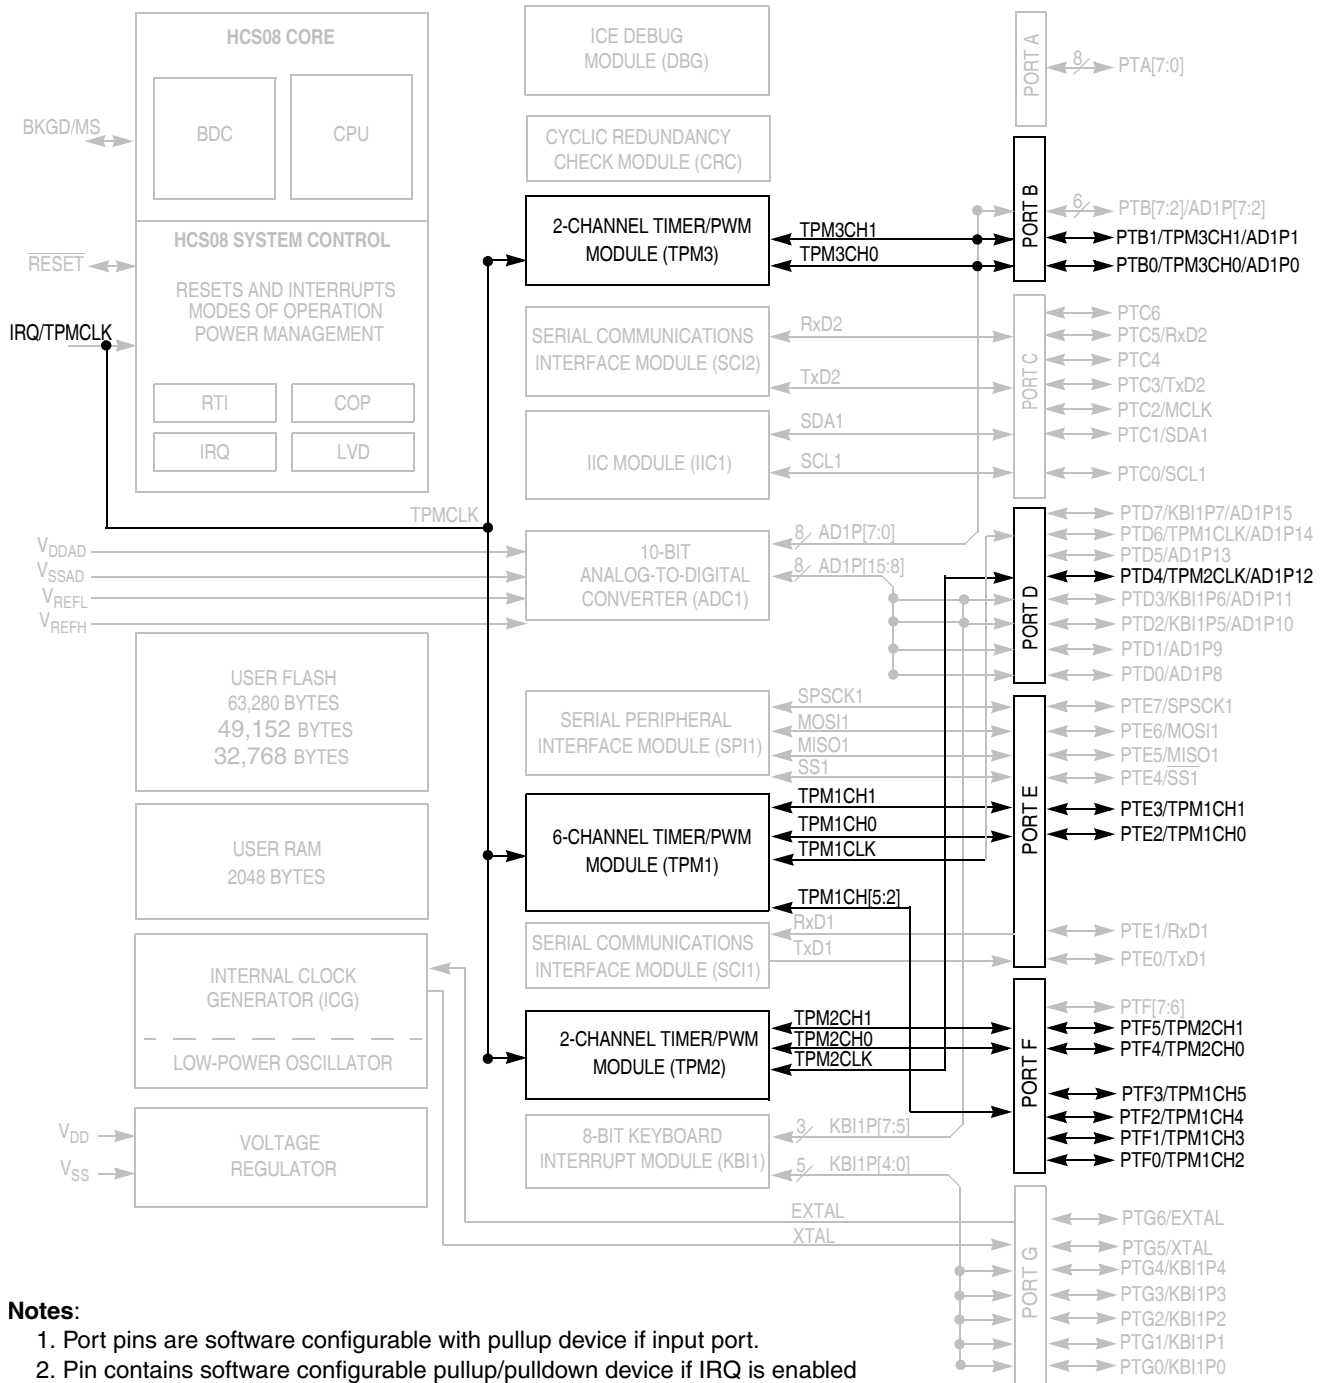 HCS08 CORE
BDC
CPU
BKGD/MS
HCS08 SYSTEM CONTROL
RESET
RESETS AND INTERRUPTS
MODES OF OPERATION
POWER MANAGEMENT
IRQ/TPMCLK
RTI
COP
IRQ
LVD
TPMCLK
VDDAD
VSSAD
VREFL
VREFH
USER FLASH
63,280 BYTES
49,152 BYTES
32,768 BYTES
USER RAM
2048 BYTES
INTERNAL CLOCK
GENERATOR (ICG)
LOW-POWER OSCILLATOR
VDD
VSS
VOLTAGE
REGULATOR
ICE DEBUG
MODULE (DBG)
CYCLIC REDUNDANCY
CHECK MODULE (CRC)
2-CHANNEL TIMER/PWM
MODULE (TPM3)
TPM3CH1
TPM3CH0
SERIAL COMMUNICATIONS
INTERFACE MODULE (SCI2)
RxD2
TxD2
IIC MODULE (IIC1)
SDA1
SCL1
10-BIT
ANALOG-TO-DIGITAL
CONVERTER (ADC1)
8 AD1P[7:0]
8 AD1P[15:8]
SERIAL PERIPHERAL
INTERFACE MODULE (SPI1)
SPSCK1
MOSI1
MISO1
SS1
6-CHANNEL TIMER/PWM
MODULE (TPM1)
TPM1CH1
TPM1CH0
TPM1CLK
TPM1CH[5:2]
SERIAL COMMUNICATIONS
INTERFACE MODULE (SCI1)
RxD1
TxD1
2-CHANNEL TIMER/PWM
MODULE (TPM2)
TPM2CH1
TPM2CH0
TPM2CLK
8-BIT KEYBOARD
INTERRUPT MODULE (KBI1)
3 KBI1P[7:5]
5 KBI1P[4:0]
EXTAL
XTAL
PORT A
8 PTA[7:0]
PORT B
6 PTB[7:2]/AD1P[7:2]
PTB1/TPM3CH1/AD1P1
PTB0/TPM3CH0/AD1P0
PORT C
PTC6
PTC5/RxD2
PTC4
PTC3/TxD2
PTC2/MCLK
PTC1/SDA1
PTC0/SCL1
PORT D
PTD7/KBI1P7/AD1P15
PTD6/TPM1CLK/AD1P14
PTD5/AD1P13
PTD4/TPM2CLK/AD1P12
PTD3/KBI1P6/AD1P11
PTD2/KBI1P5/AD1P10
PTD1/AD1P9
PTD0/AD1P8
PORT E
PTE7/SPSCK1
PTE6/MOSI1
PTE5/MISO1
PTE4/SS1
PTE3/TPM1CH1
PTE2/TPM1CH0
PTE1/RxD1
PTE0/TxD1
PORT F
PTF[7:6]
PTF5/TPM2CH1
PTF4/TPM2CH0
PTF3/TPM1CH5
PTF2/TPM1CH4
PTF1/TPM1CH3
PTF0/TPM1CH2
PORT G
PTG6/EXTAL
PTG5/XTAL
PTG4/KBI1P4
PTG3/KBI1P3
PTG2/KBI1P2
PTG1/KBI1P1
PTG0/KBI1P0
Notes:
1. Port pins are software configurable with pullup device if input port.
2. Pin contains software configurable pullup/pulldown device if IRQ is enabled